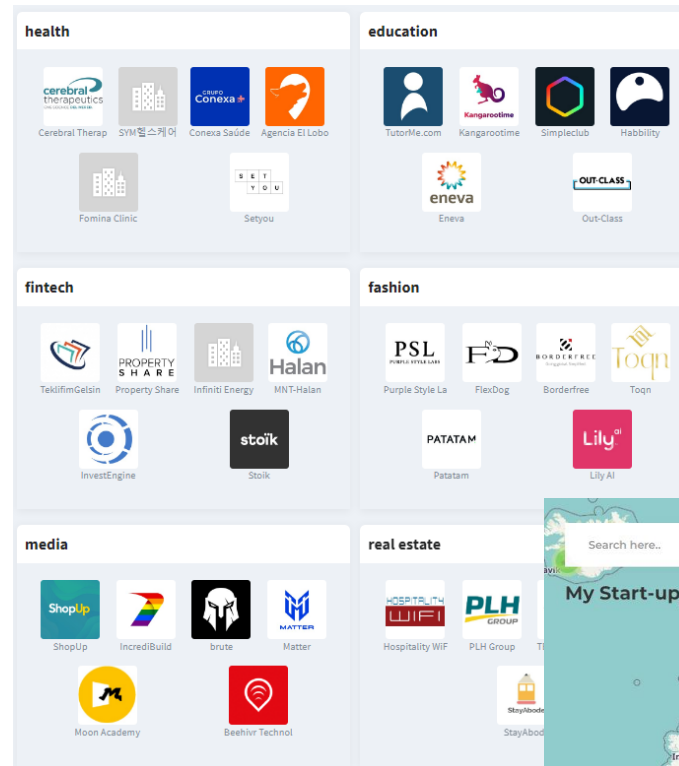 health
education
cerebral
therapeutics
GRUPO
Conexa
Kangarootime
Cerebral Therap
SYM헬스케어
Conexa Saúde
Agencia El Lobo
TutorMe.com
Kangarootime
Simpleclub
Habbility
SET
YOU
eneva
OUT-CLASS
Fomina Clinic
Setyou
Eneva
Out-Class
fintech
fashion
PROPERTY
SHARE
Halan
PSL
PURPLE STYLE LABS
BORDERFREE
Toqn
TeklifimGelsin
Property Share
Infiniti Energy
MNT-Halan
Purple Style La
FlexDog
Borderfree
Toqn
stoïk
PATATAM
Lily ai
InvestEngine
Stoik
Patatam
Lily AI
media
real estate
Search here..
My Start-up
ShopUp
MATTER
HOSPITALITY
WIFI
PLH
GROUP
ShopUp
IncrediBuild
brute
Matter
Hospitality WiF
PLH Group
StayAbode
Moon Academy
Beehivr Technol
StayAbod